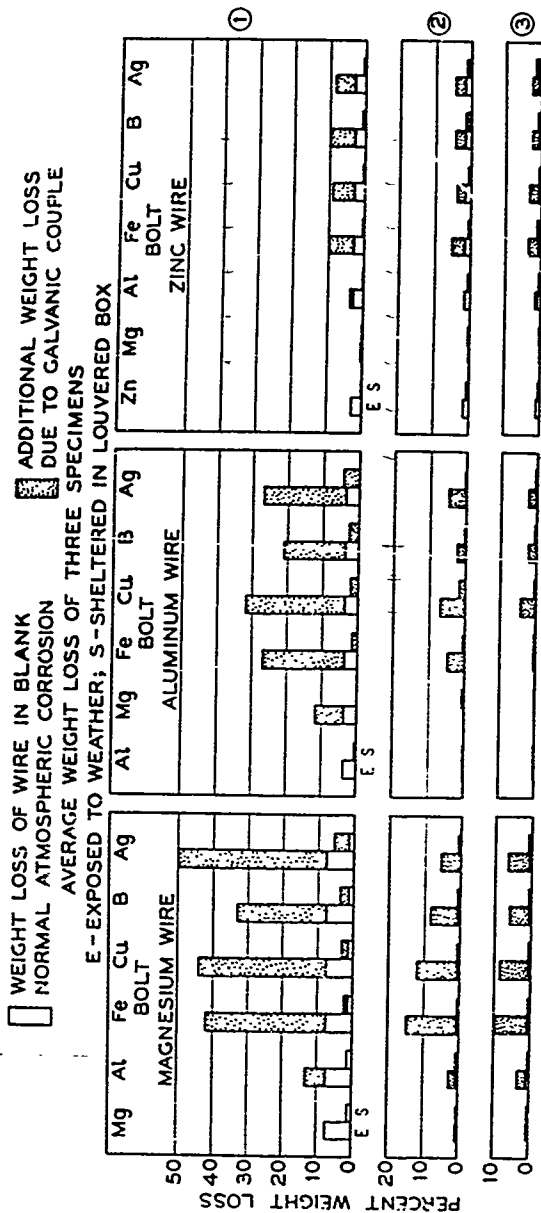 WEIGHT LOSS OF WIRE IN BLANK
NORMAL ATMOSPHERIC CORROSION
ADDITIONAL WEIGHT LOSS
DUE TO GALVANIC COUPLE
AVERAGE WEIGHT LOSS OF THREE SPECIMENS
E-EXPOSED TO WEATHER; S-SHELTERED IN LOUVERED BOX
Mg Al Fe Cu B Ag
BOLT
MAGNESIUM WIRE
Al Mg Fe Cu B Ag
BOLT
ALUMINUM WIRE
Zn Mg Al Fe Cu B Ag
BOLT
ZINC WIRE
50
40
30
20
10
0
E S
E S
E S
1
20
10
0
2
10
0
3
PERCENT WEIGHT LOSS